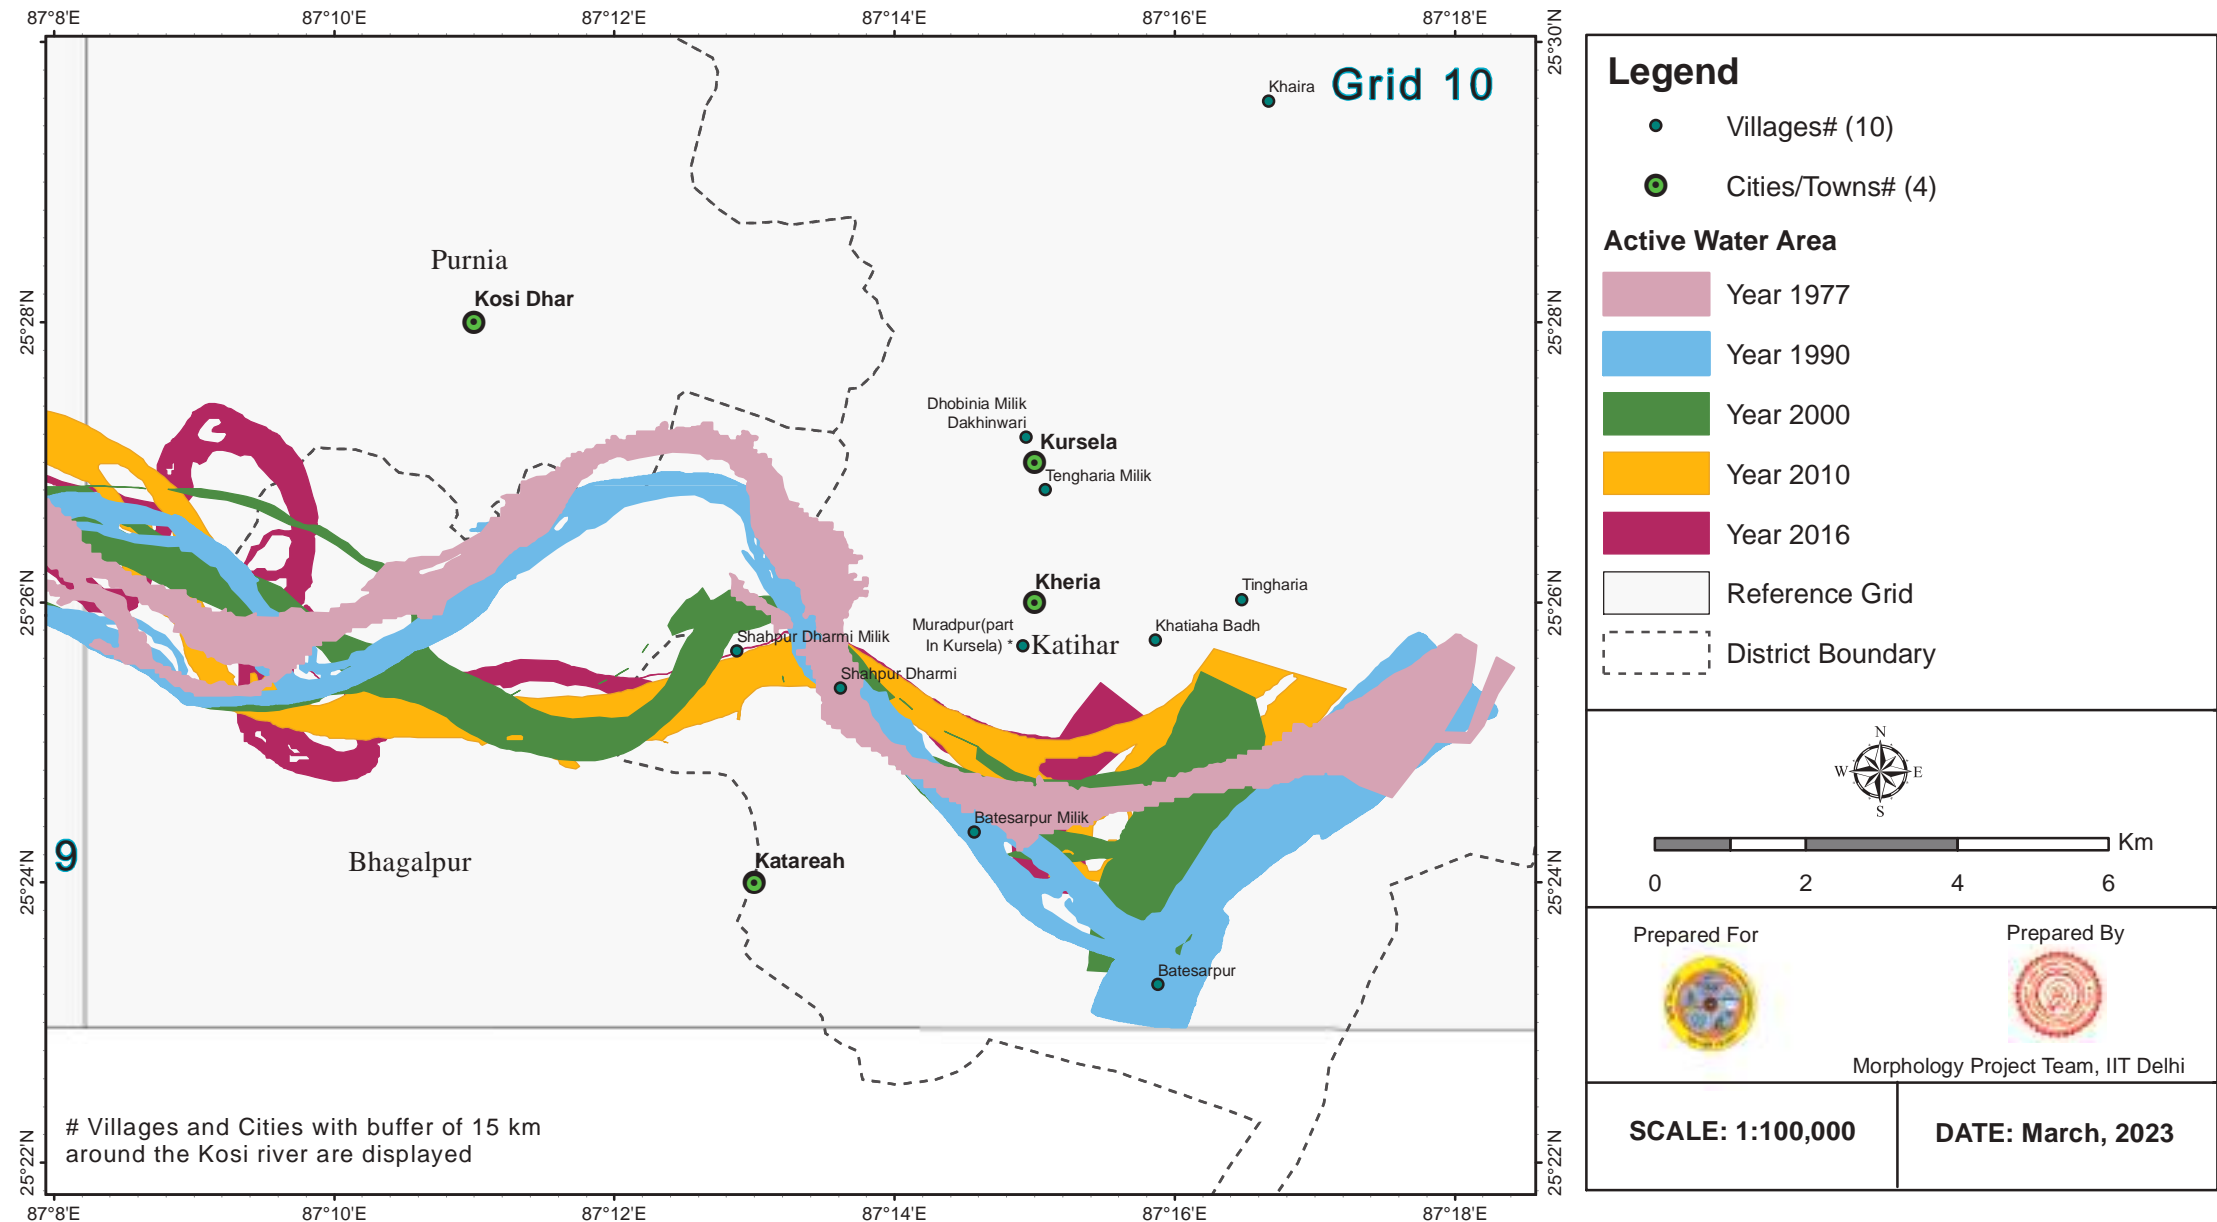 87°8'E
87°10'E
87°12'E
87°14'E
87°16'E
87°18'E
25°30'N
25°28'N
25°28'N
25°26'N
25°26'N
25°24'N
25°24'N
25°22'N
25°22'N
Grid 10
Khaira
Purnia
Kosi Dhar
Dhobinia Milik
Dakhinwari
Kursela
Tengharia Milik
Kheria
Tingharia
Muradpur(part
In Kursela) *
Katihar
Khatiaha Badh
Shahpur Dharmi Milik
Shahpur Dharmi
Batesarpur Milik
9
Bhagalpur
Katareah
Batesarpur
# Villages and Cities with buffer of 15 km
around the Kosi river are displayed
87°8'E
87°10'E
87°12'E
87°14'E
87°16'E
87°18'E
Legend
Villages# (10)
Cities/Towns# (4)
Active Water Area
Year 1977
Year 1990
Year 2000
Year 2010
Year 2016
Reference Grid
District Boundary
N
W
E
S
Km
0
2
4
6
Prepared For
Prepared By
Morphology Project Team, IIT Delhi
SCALE: 1:100,000
DATE: March, 2023